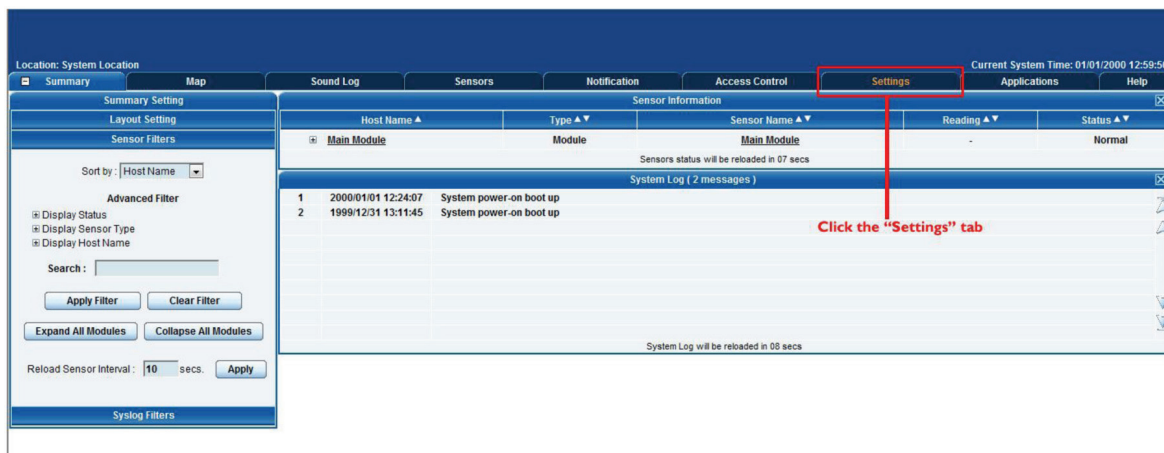 Location: System Location
Current System Time: 01/01/2000 12:59:50
Summary Map Sound Log Sensors Notification Access Control Settings Applications Help
Summary Setting
Layout Setting
Sensor Filters
Sort by : Host Name
Advanced Filter
Display Status
Display Sensor Type
Display Host Name
Search :
Apply Filter Clear Filter
Expand All Modules Collapse All Modules
Reload Sensor Interval : 10 secs. Apply
Syslog Filters
Sensor Information
Host Name Type Sensor Name Reading Status
Main Module Module Main Module - Normal
Sensors status will be reloaded in 07 secs
System Log ( 2 messages )
1 2000/01/01 12:24:07 System power-on boot up
2 1999/12/31 13:11:45 System power-on boot up
Click the “Settings” tab
System Log will be reloaded in 08 secs